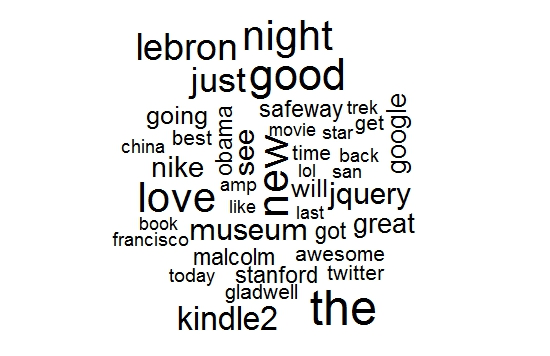 lebron night
just good
going obama see safeway trek google
movie star get
china best new
nike time back
amp lol san
love like will jquery
last
book museum got great
francisco
malcolm awesome
today stanford twitter
gladwell
kindle2 the